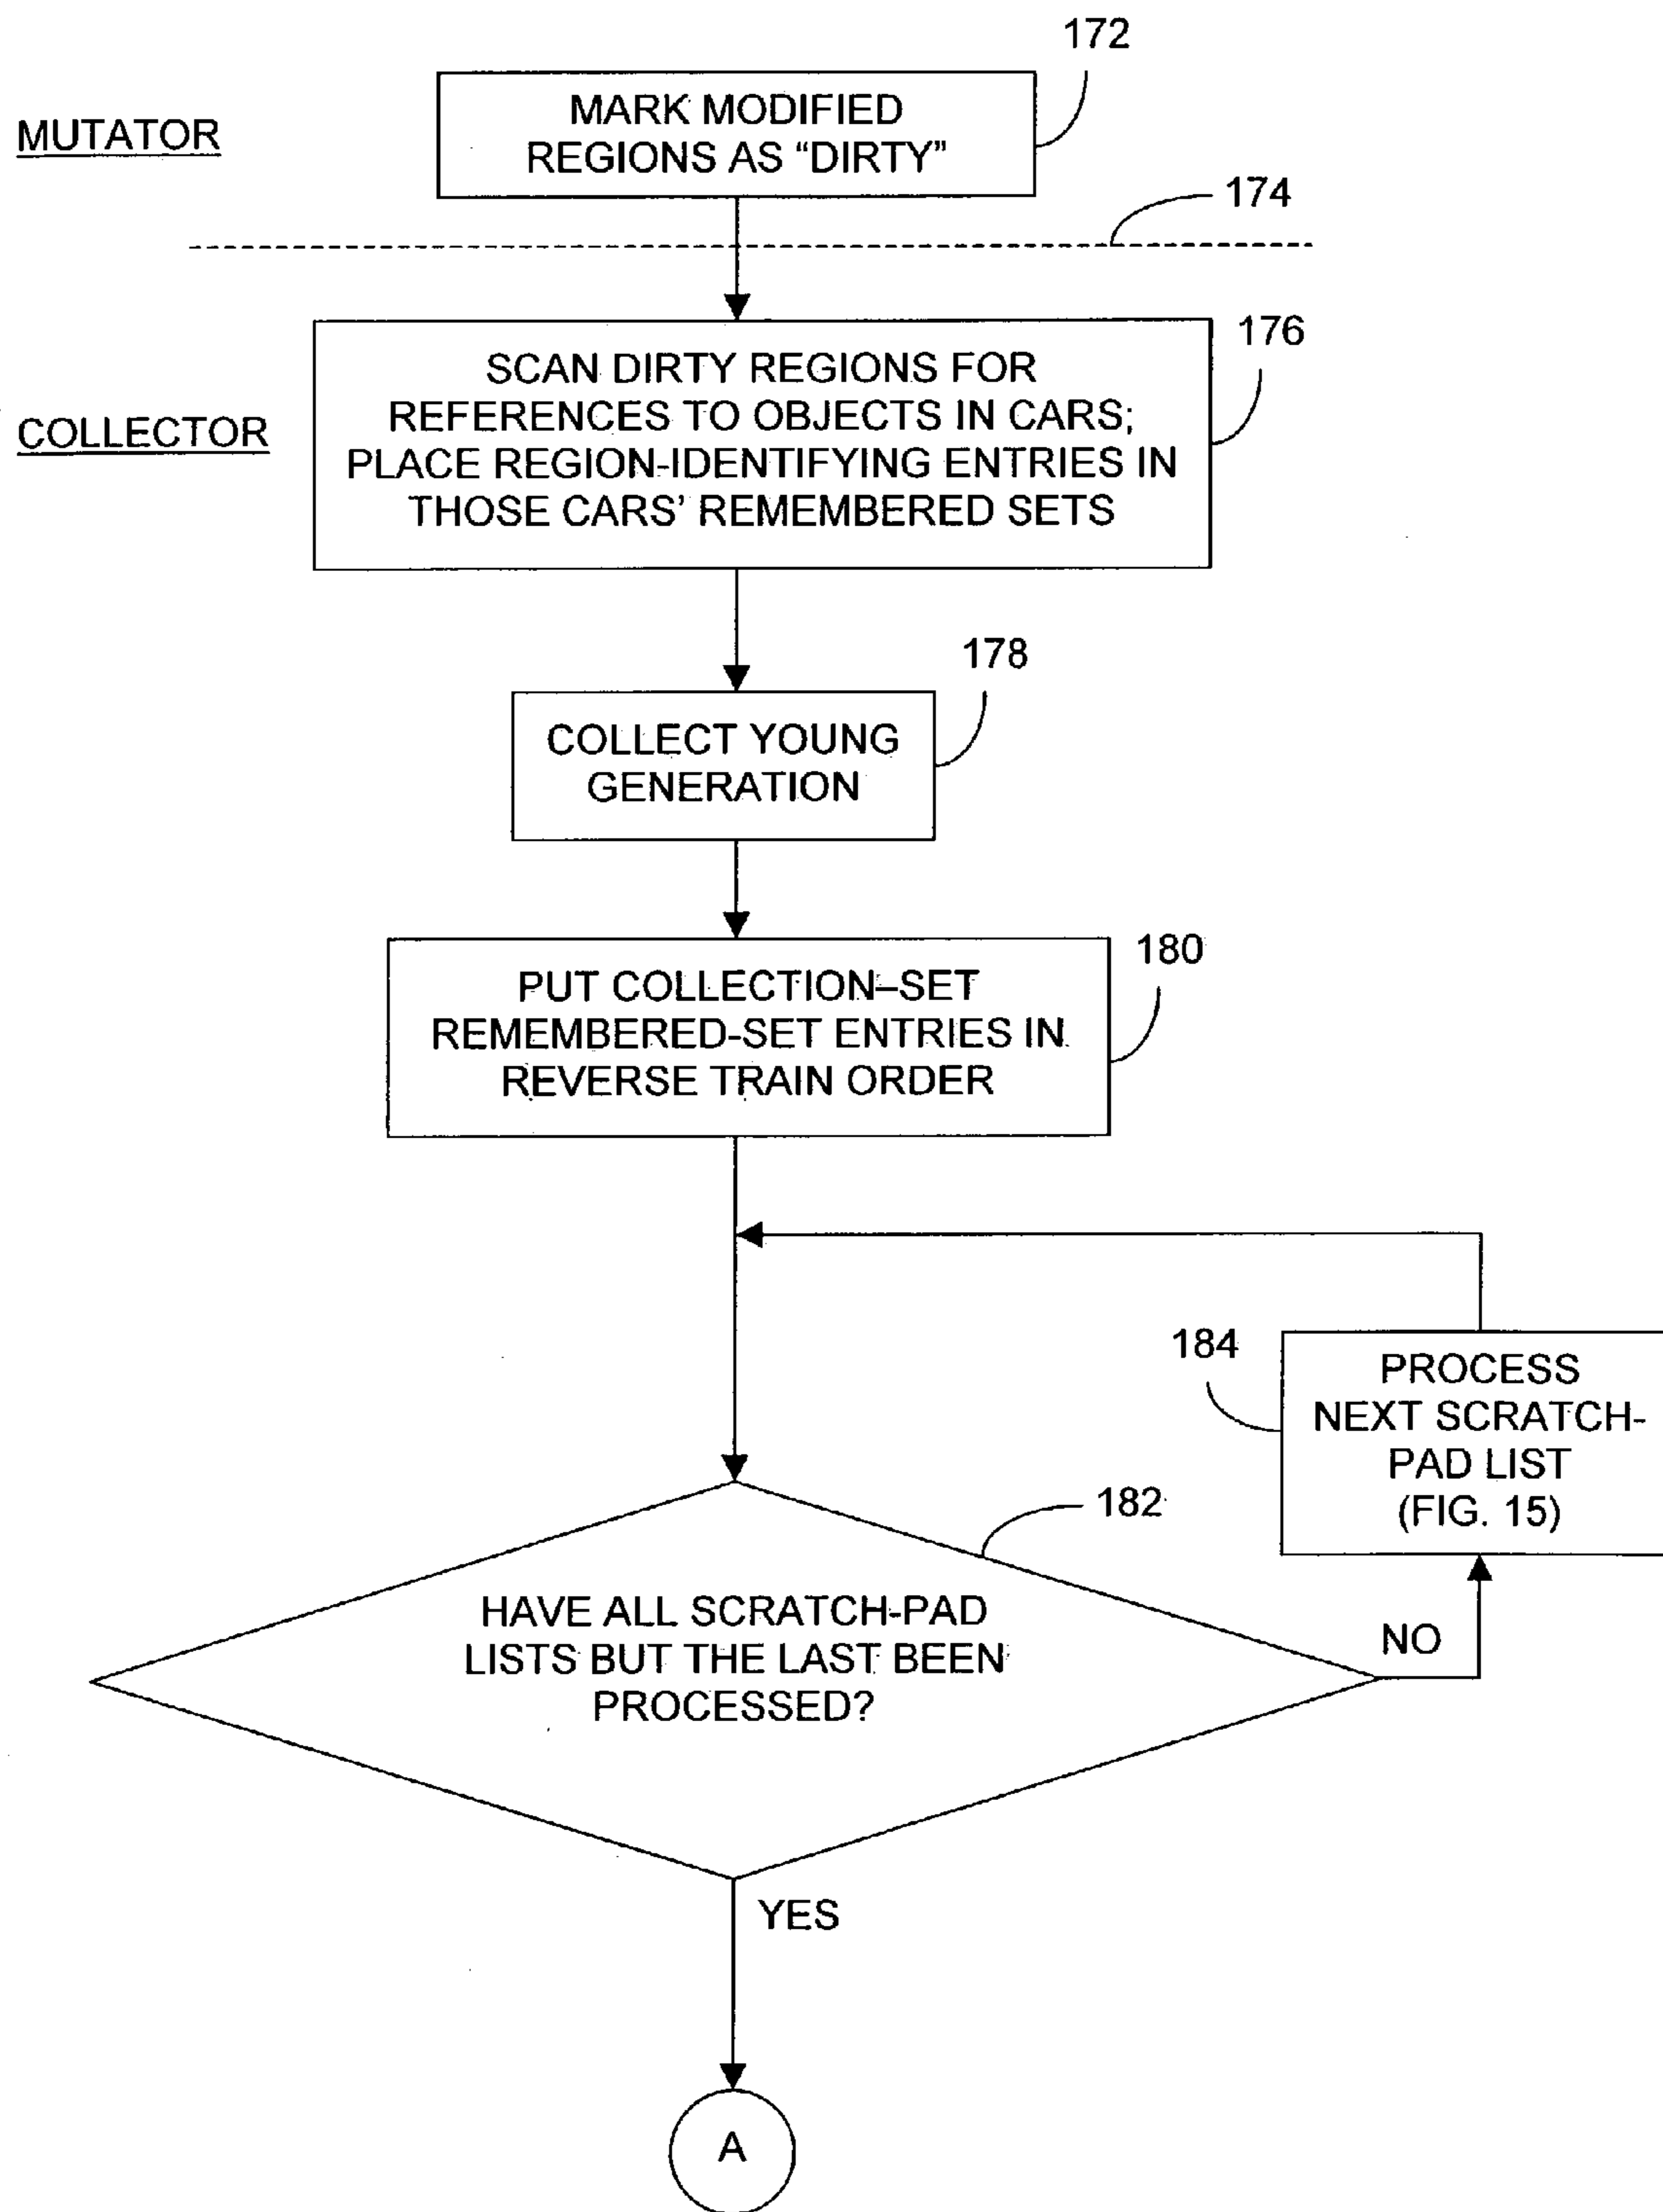 172
MUTATOR
MARK MODIFIED
REGIONS AS “DIRTY”
174
176
COLLECTOR
SCAN DIRTY REGIONS FOR
REFERENCES TO OBJECTS IN CARS;
PLACE REGION-IDENTIFYING ENTRIES IN
THOSE CARS’ REMEMBERED SETS
178
COLLECT YOUNG
GENERATION
180
PUT COLLECTION–SET
REMEMBERED-SET ENTRIES IN
REVERSE TRAIN ORDER
184
PROCESS
NEXT SCRATCH-
PAD LIST
(FIG. 15)
182
HAVE ALL SCRATCH-PAD
LISTS BUT THE LAST BEEN
PROCESSED?
NO
YES
A